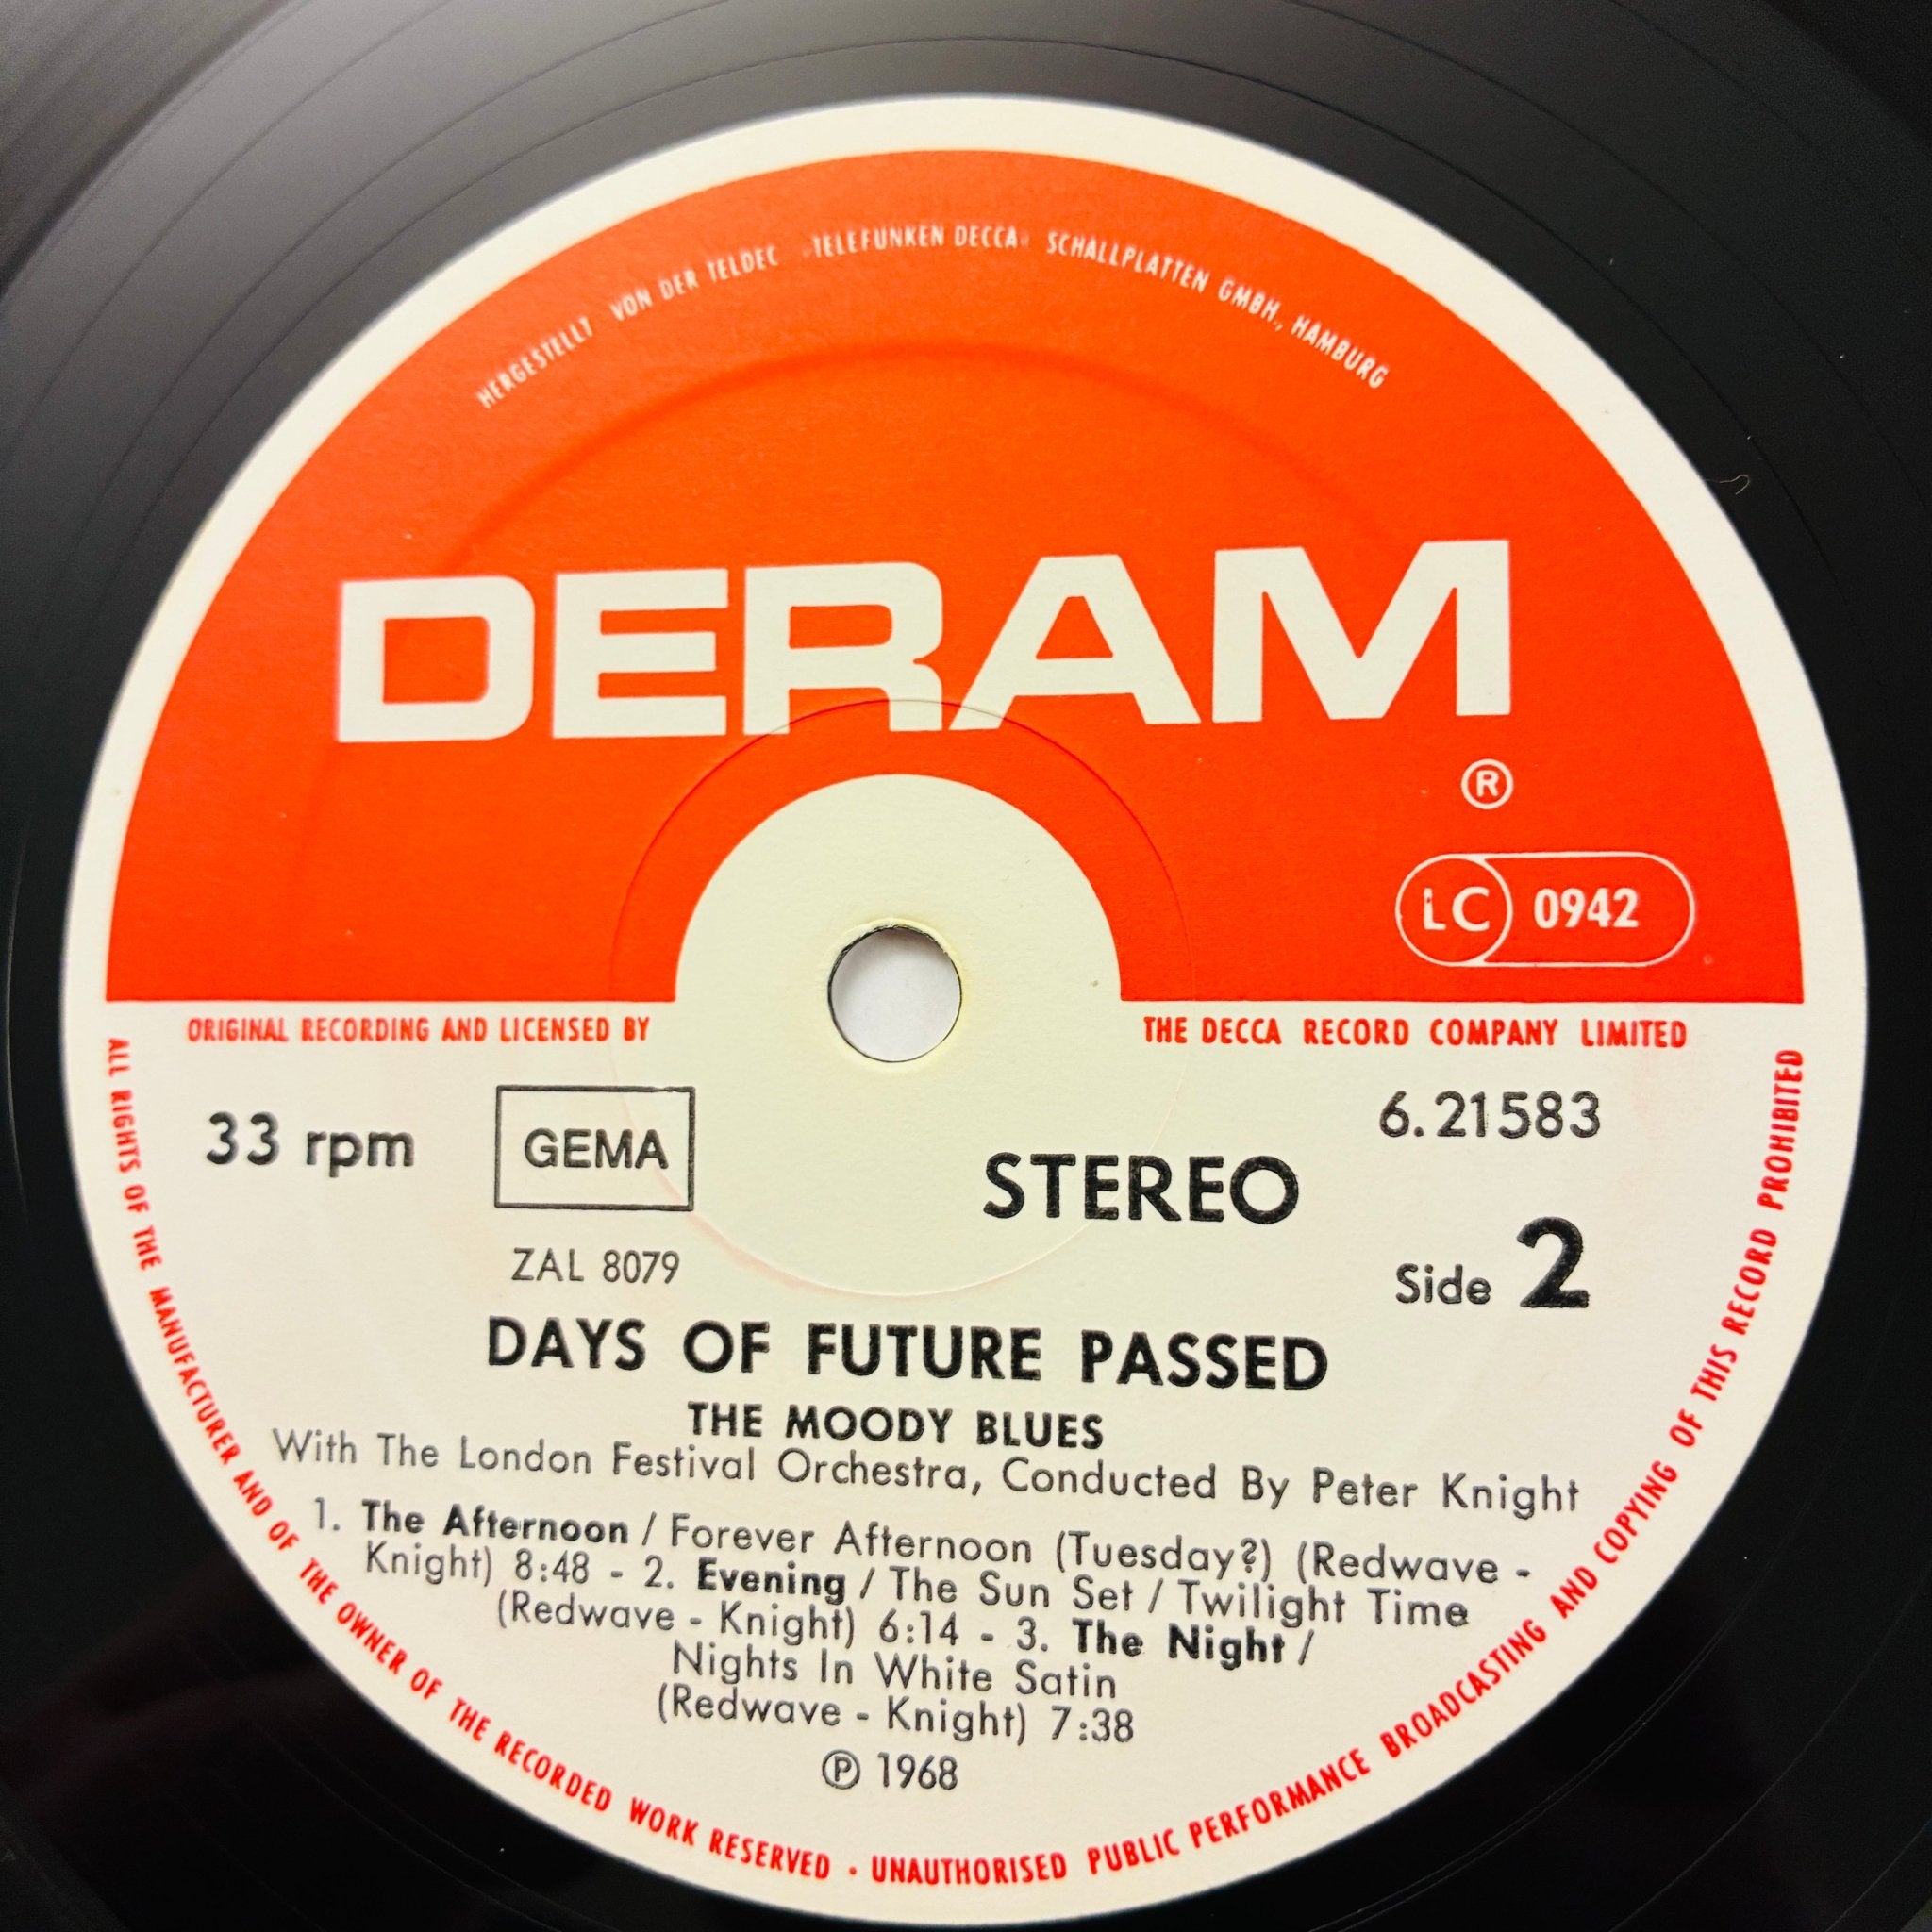 HERGESTELLT VON DER TELDEC »TELEFUNKEN DECCA« SCHALLPLATTEN GMBH., HAMBURG
DERAM
®
LC 0942
ORIGINAL RECORDING AND LICENSED BY THE DECCA RECORD COMPANY LIMITED
33 rpm
GEMA
6.21583
STEREO
ZAL 8079
Side 2
DAYS OF FUTURE PASSED
THE MOODY BLUES
With The London Festival Orchestra, Conducted By Peter Knight
1. The Afternoon / Forever Afternoon (Tuesday?) (Redwave -
Knight) 8:48 - 2. Evening / The Sun Set / Twilight Time
(Redwave - Knight) 6:14 - 3. The Night /
Nights In White Satin
(Redwave - Knight) 7:38
℗ 1968
ALL RIGHTS OF THE MANUFACTURER AND OF THE OWNER OF THE RECORDED WORK RESERVED · UNAUTHORISED PUBLIC PERFORMANCE BROADCASTING AND COPYING OF THIS RECORD PROHIBITED